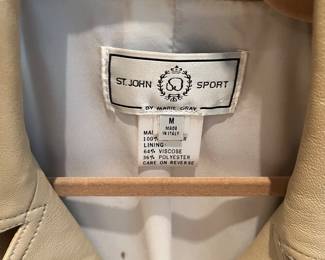 ST. JOHN SJ SPORT
BY MARIE GRAY
M
MADE
IN ITALY
100%
LINING:
64% VISCOSE
36% POLYESTER
CARE ON REVERSE